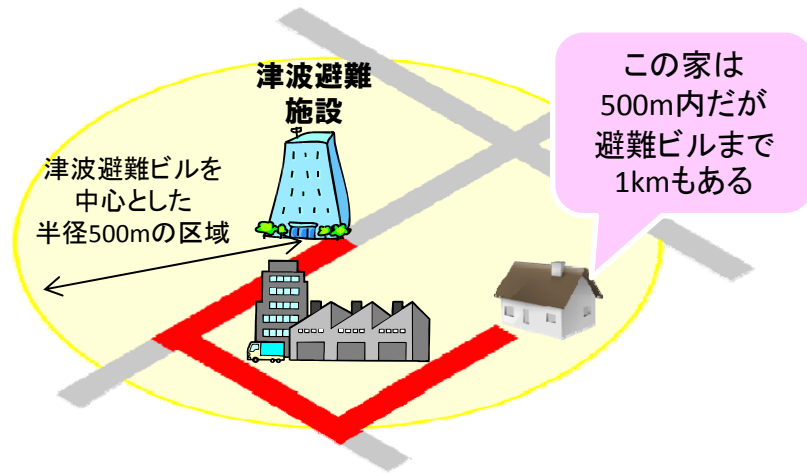 津波避難
施設
この家は
500m内だが
避難ビルまで
1kmもある
津波避難ビルを
中心とした
半径500mの区域